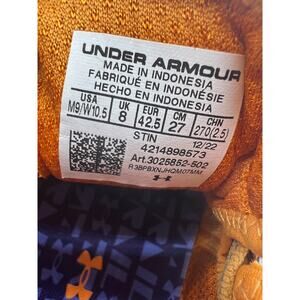 UNDER ARMOUR
MADE IN INDONESIA
FABRIQUÉ EN INDONÉSIE
HECHO EN INDONESIA
USA UK EUR CM CHN
M9/W10.5 8 42.5 27 270(2.5)
STIN 12/22
4214898573
Art.3025852-502
R3BPBXNJHQM07MM